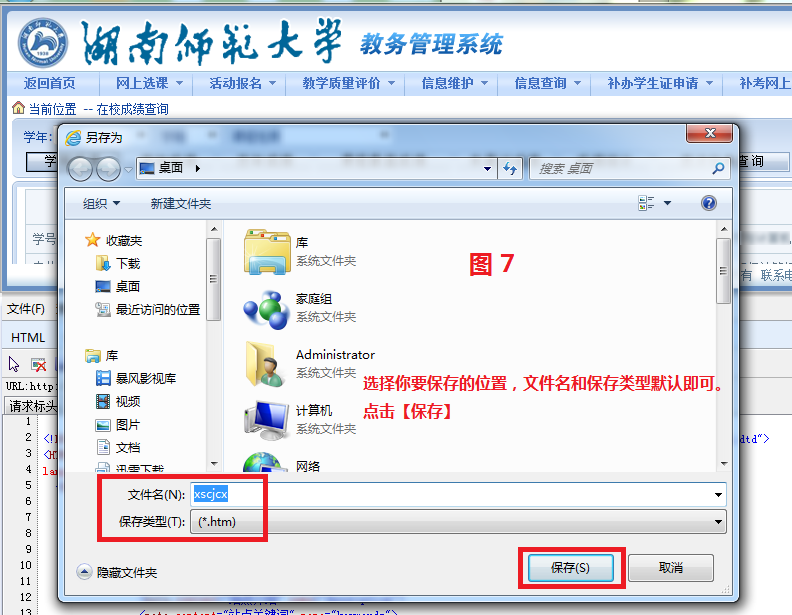 湖南师范大学 教务管理系统
返回首页 网上选课 活动报名 教学质量评价 信息维护 信息查询 补办学生证申请 补考网上
当前位置 -- 在校成绩查询
学年:
另存为
学
查询
桌面
搜索 桌面
组织 新建文件夹
学号
收藏夹
下载
桌面
最近访问的位置
库
暴风影视库
视频
图片
文档
迅雷下载
库
系统文件夹
家庭组
系统文件夹
Administrator
系统文件夹
计算机
系统文件夹
网络
图 7
选择你要保存的位置，文件名和保存类型默认即可。
点击【保存】
有 联系电
文件(F)
HTML
URL:http:
请求标头
1
2 <!
3 <H
4 lan
5
6
7
8
9
10
11
12
13
dtd">
文件名(N): xscjcx
保存类型(T): (*.htm)
隐藏文件夹
保存(S) 取消